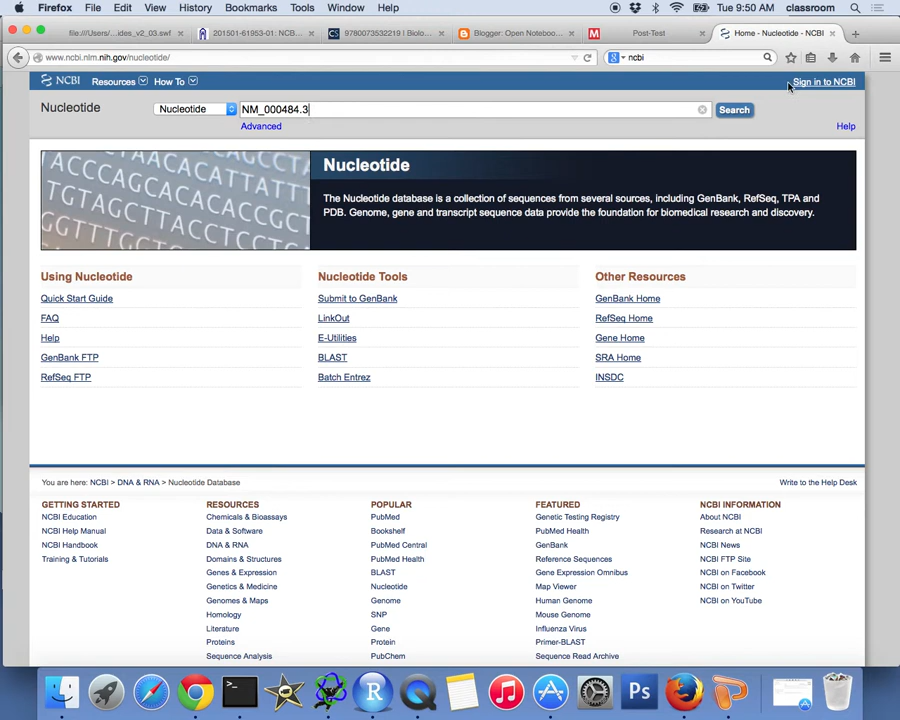 Firefox File Edit View History Bookmarks Tools Window Help Tue 9:50 AM classroom
file:///User...ides_v2_03.swf 201501-61953-01: NCBI... 9780073532219 | Biolo... Blogger: Open Notebook... Post-Test Home - Nucleotide - NCBI
www.ncbi.nlm.nih.gov/nucleotide/ ncbi
NCBI Resources How To Sign in to NCBI
Nucleotide Nucleotide NM_000484.3 Search
Advanced Help
Nucleotide
The Nucleotide database is a collection of sequences from several sources, including GenBank, RefSeq, TPA and
PDB. Genome, gene and transcript sequence data provide the foundation for biomedical research and discovery.
Using Nucleotide Nucleotide Tools Other Resources
Quick Start Guide Submit to GenBank GenBank Home
FAQ LinkOut RefSeq Home
Help E-Utilities Gene Home
GenBank FTP BLAST SRA Home
RefSeq FTP Batch Entrez INSDC
You are here: NCBI > DNA & RNA > Nucleotide Database Write to the Help Desk
GETTING STARTED RESOURCES POPULAR FEATURED NCBI INFORMATION
NCBI Education Chemicals & Bioassays PubMed Genetic Testing Registry About NCBI
NCBI Help Manual Data & Software Bookshelf PubMed Health Research at NCBI
NCBI Handbook DNA & RNA PubMed Central GenBank NCBI News
Training & Tutorials Domains & Structures PubMed Health Reference Sequences NCBI FTP Site
Genes & Expression BLAST Gene Expression Omnibus NCBI on Facebook
Genetics & Medicine Nucleotide Map Viewer NCBI on Twitter
Genomes & Maps Genome Human Genome NCBI on YouTube
Homology SNP Mouse Genome
Literature Gene Influenza Virus
Proteins Protein Primer-BLAST
Sequence Analysis PubChem Sequence Read Archive